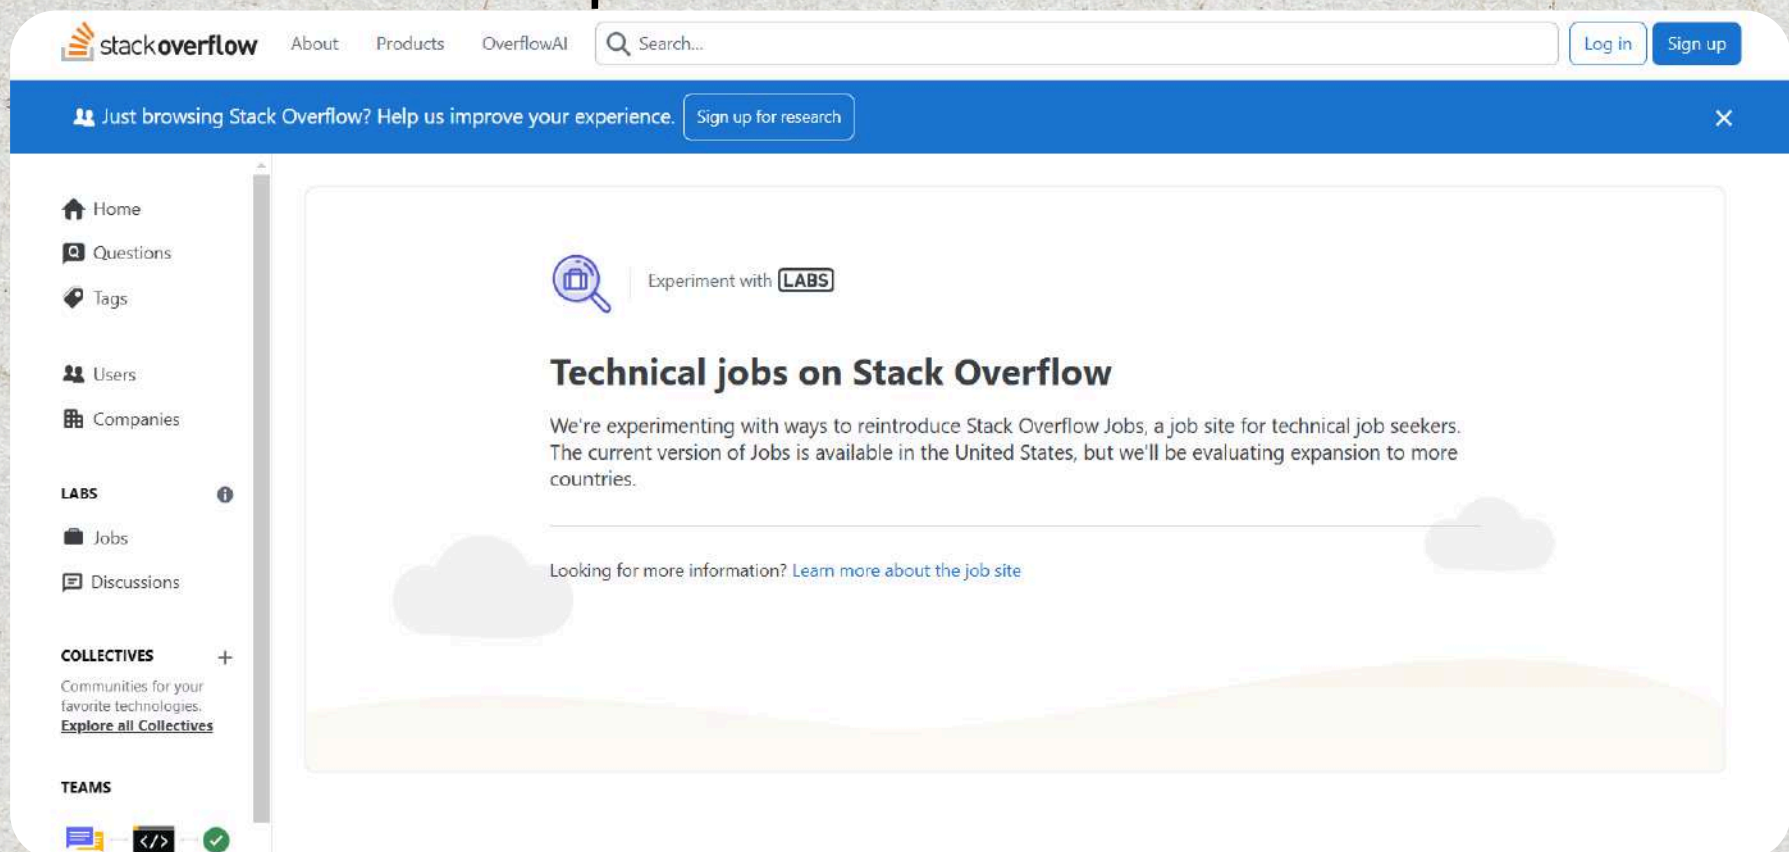 stackoverflow About Products OverflowAI Search... Log in Sign up
Just browsing Stack Overflow? Help us improve your experience. Sign up for research
Home
Questions
Tags
Users
Companies
LABS
Jobs
Discussions
COLLECTIVES
Communities for your
favorite technologies.
Explore all Collectives
TEAMS
</>
Experiment with LABS
Technical jobs on Stack Overflow
We're experimenting with ways to reintroduce Stack Overflow Jobs, a job site for technical job seekers.
The current version of Jobs is available in the United States, but we'll be evaluating expansion to more
countries.
Looking for more information? Learn more about the job site